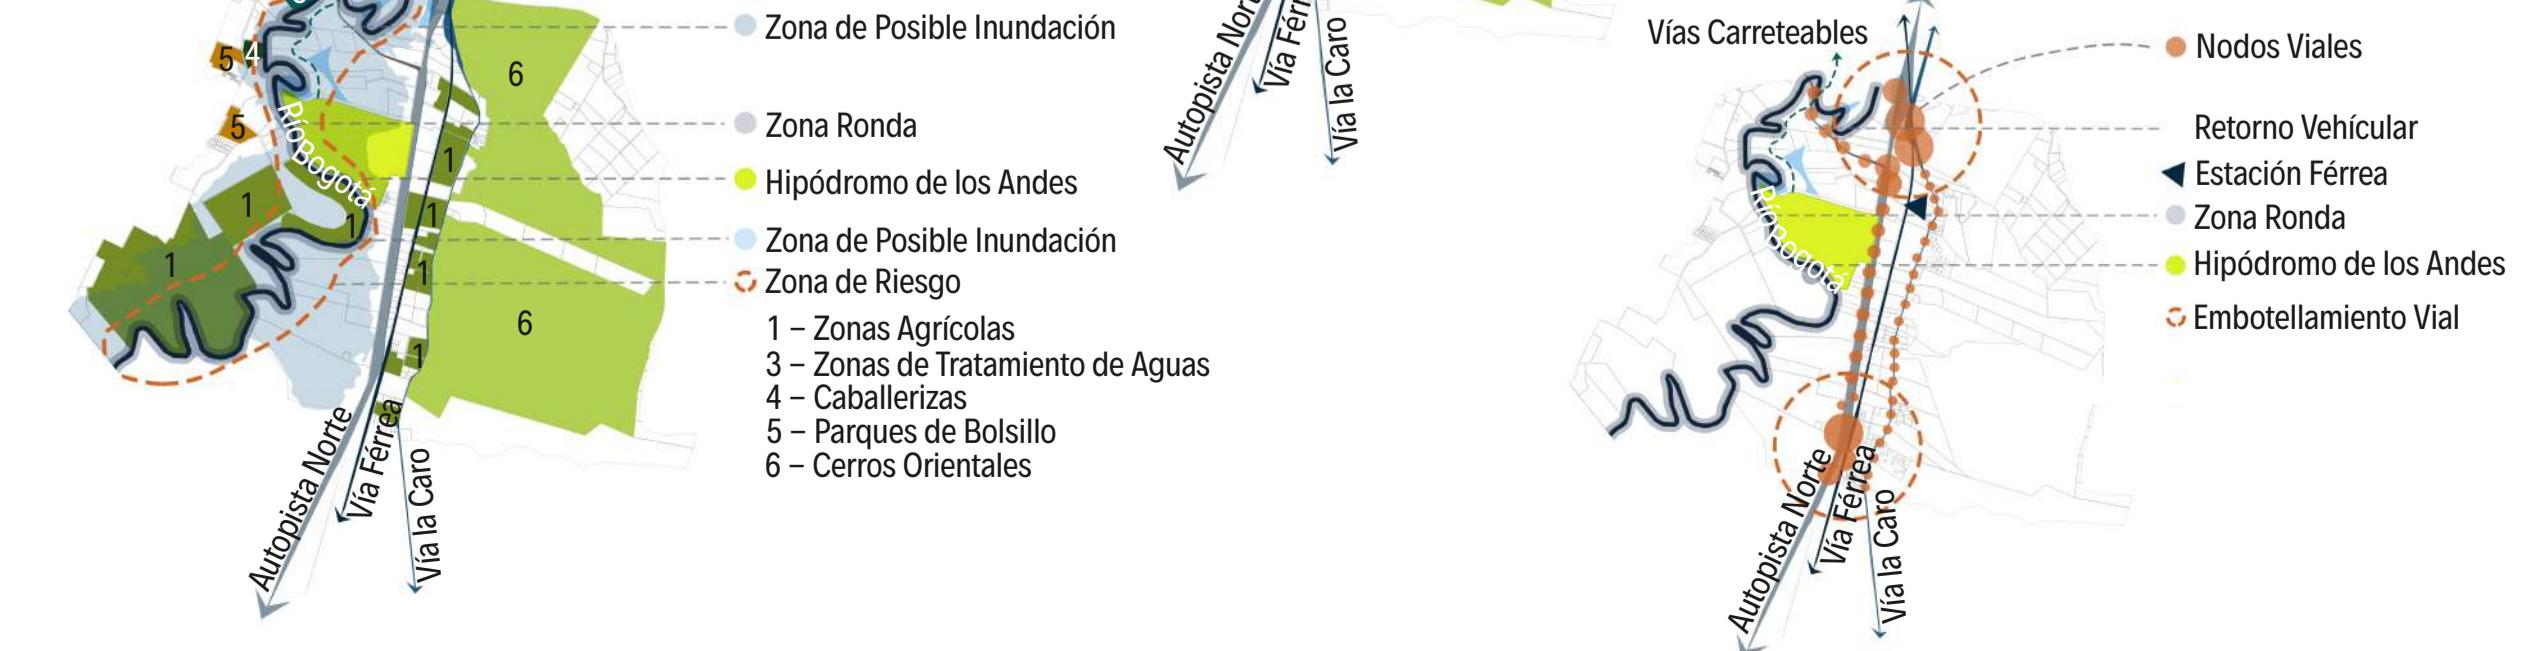 Zona de Posible Inundación
Zona Ronda
Hipódromo de los Andes
Zona de Posible Inundación
Zona de Riesgo
1 – Zonas Agrícolas
3 – Zonas de Tratamiento de Aguas
4 – Caballerizas
5 – Parques de Bolsillo
6 – Cerros Orientales
5
4
5
6
1
1
1
1
1
1
6
1
Río Bogotá
Autopista Norte
Vía Férrea
Vía la Caro
Autopista Nort
Vía Férr
Vía la Caro
Vías Carreteables
Nodos Viales
Retorno Vehícular
Estación Férrea
Zona Ronda
Hipódromo de los Andes
Embotellamiento Vial
Río Bogotá
Autopista Norte
Vía Férrea
Vía la Caro